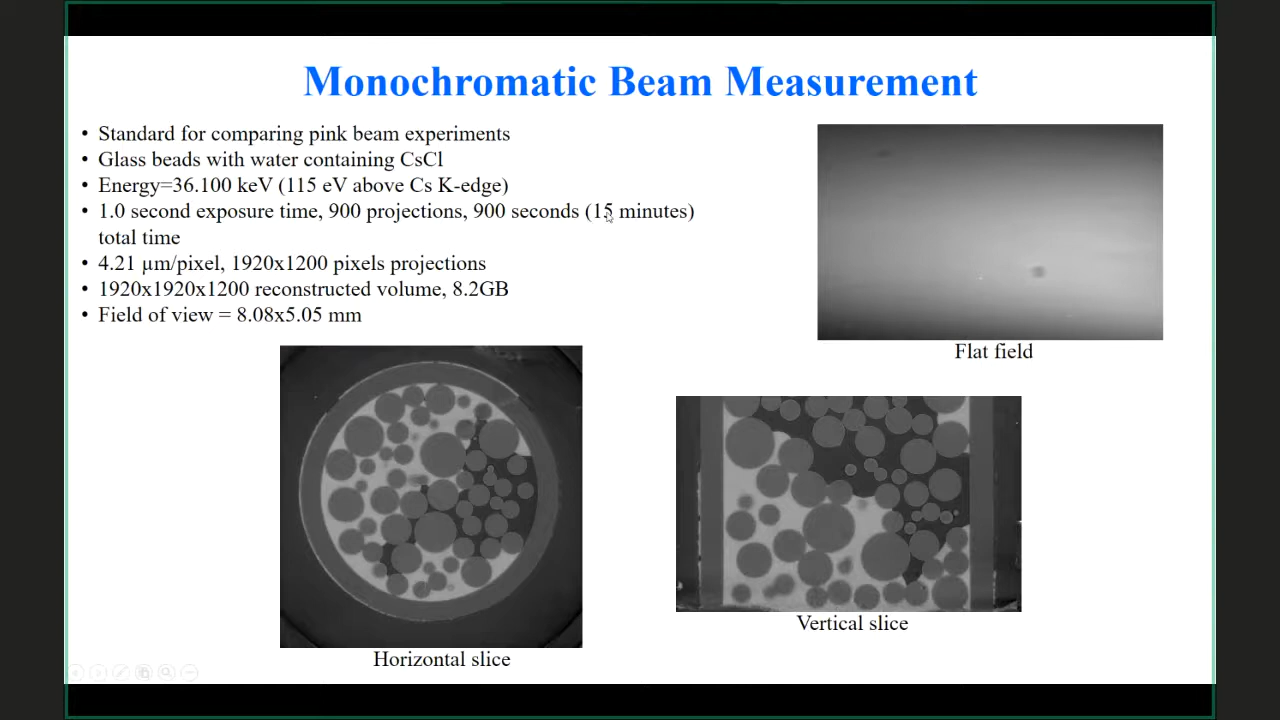 Monochromatic Beam Measurement
• Standard for comparing pink beam experiments
• Glass beads with water containing CsCl
• Energy=36.100 keV (115 eV above Cs K-edge)
• 1.0 second exposure time, 900 projections, 900 seconds (15 minutes)
total time
• 4.21 µm/pixel, 1920x1200 pixels projections
• 1920x1920x1200 reconstructed volume, 8.2GB
• Field of view = 8.08x5.05 mm
Flat field
Vertical slice
Horizontal slice